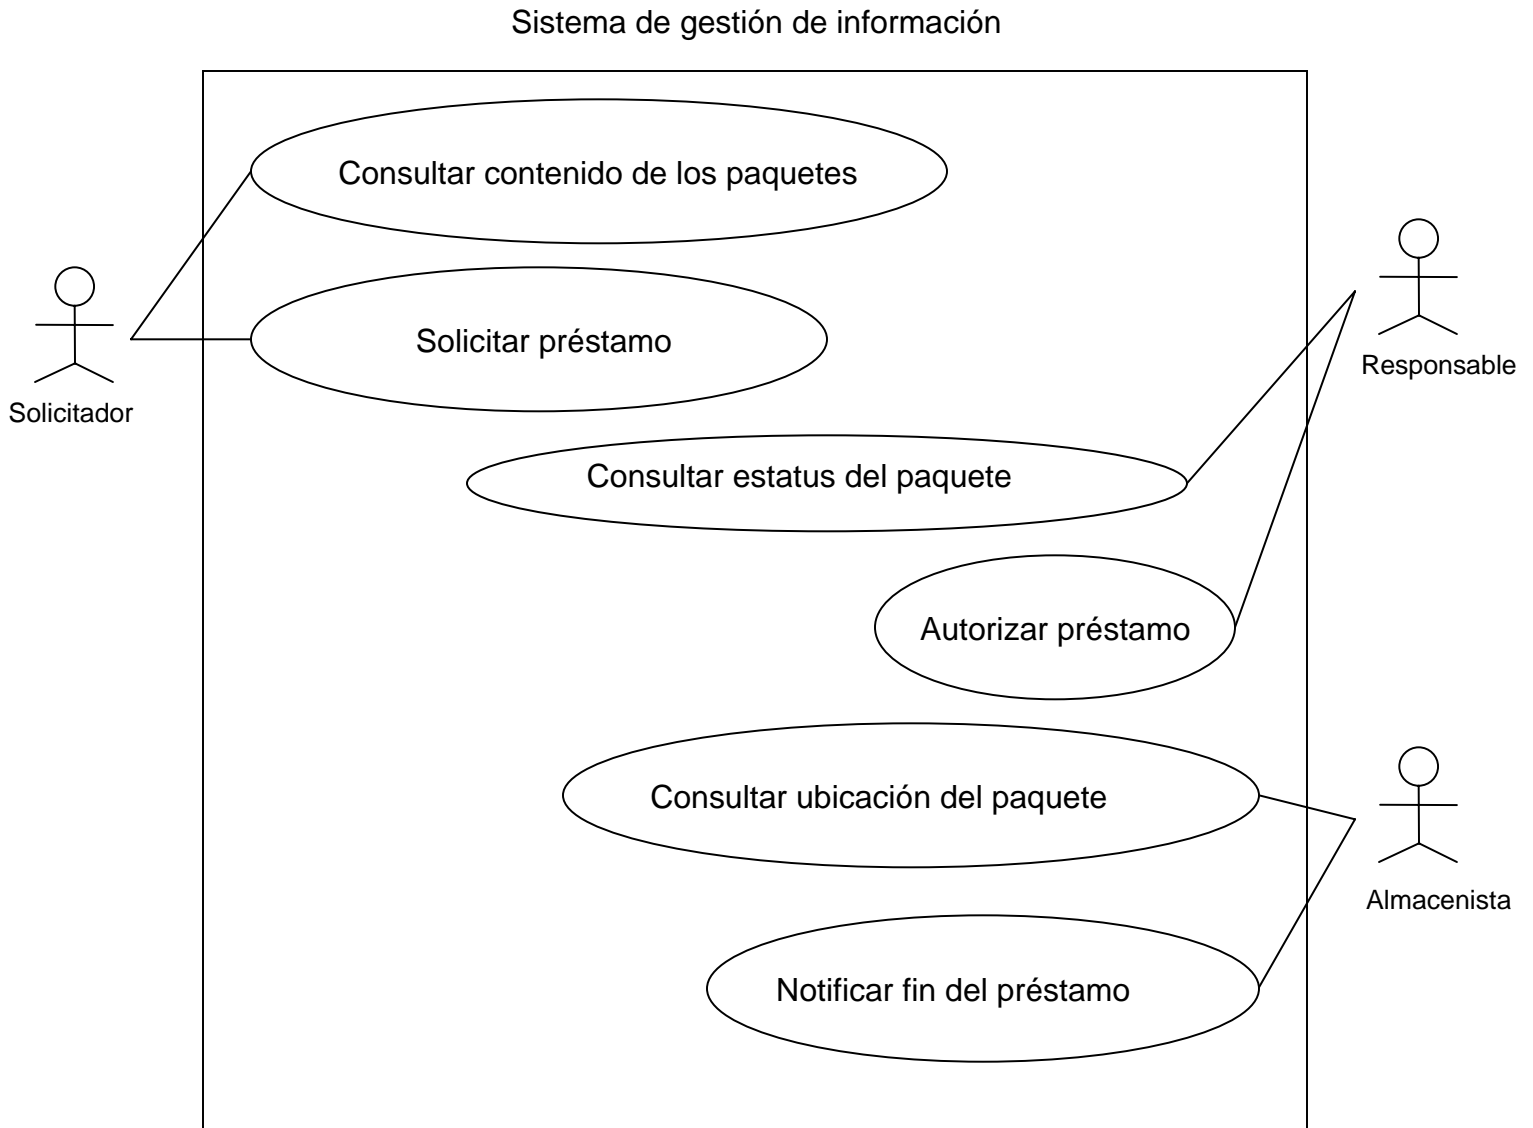 Sistema de gestión de información
Consultar contenido de los paquetes
Solicitar préstamo
Responsable
Solicitador
Consultar estatus del paquete
Autorizar préstamo
Consultar ubicación del paquete
Almacenista
Notificar fin del préstamo